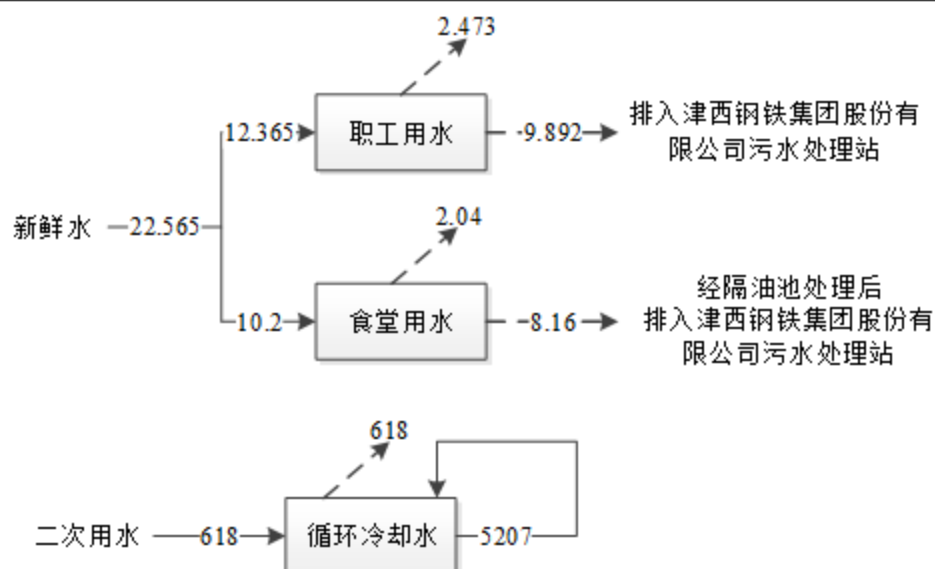 2.473
12.365
职工用水
-9.892
排入津西钢铁集团股份有
限公司污水处理站
新鲜水
22.565
2.04
10.2
食堂用水
-8.16
经隔油池处理后
排入津西钢铁集团股份有
限公司污水处理站
618
二次用水
618
循环冷却水
5207